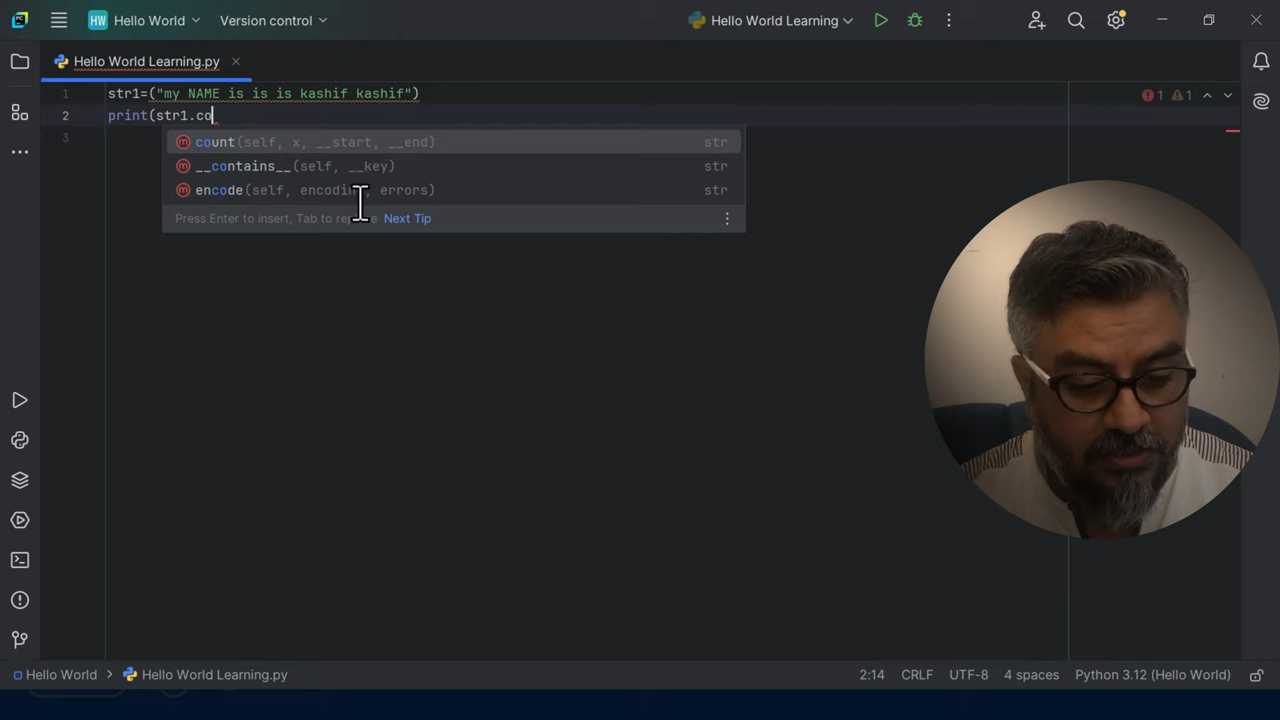 HW Hello World Version control Hello World Learning
Hello World Learning.py
1 str1=("my NAME is is is kashif kashif") 1 1
2 print(str1.co
3
m count(self, x, __start, __end) str
m __contains__(self, __key) str
m encode(self, encoding, errors) str
Press Enter to insert, Tab to replace Next Tip
Hello World > Hello World Learning.py 2:14 CRLF UTF-8 4 spaces Python 3.12 (Hello World)